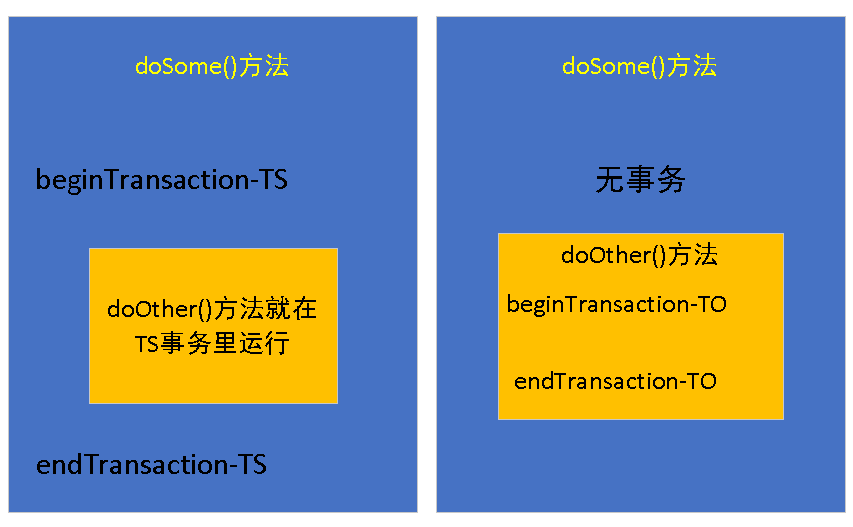 doSome()方法
beginTransaction-TS
doOther()方法就在
TS事务里运行
endTransaction-TS
doSome()方法
无事务
doOther()方法
beginTransaction-TO
endTransaction-TO